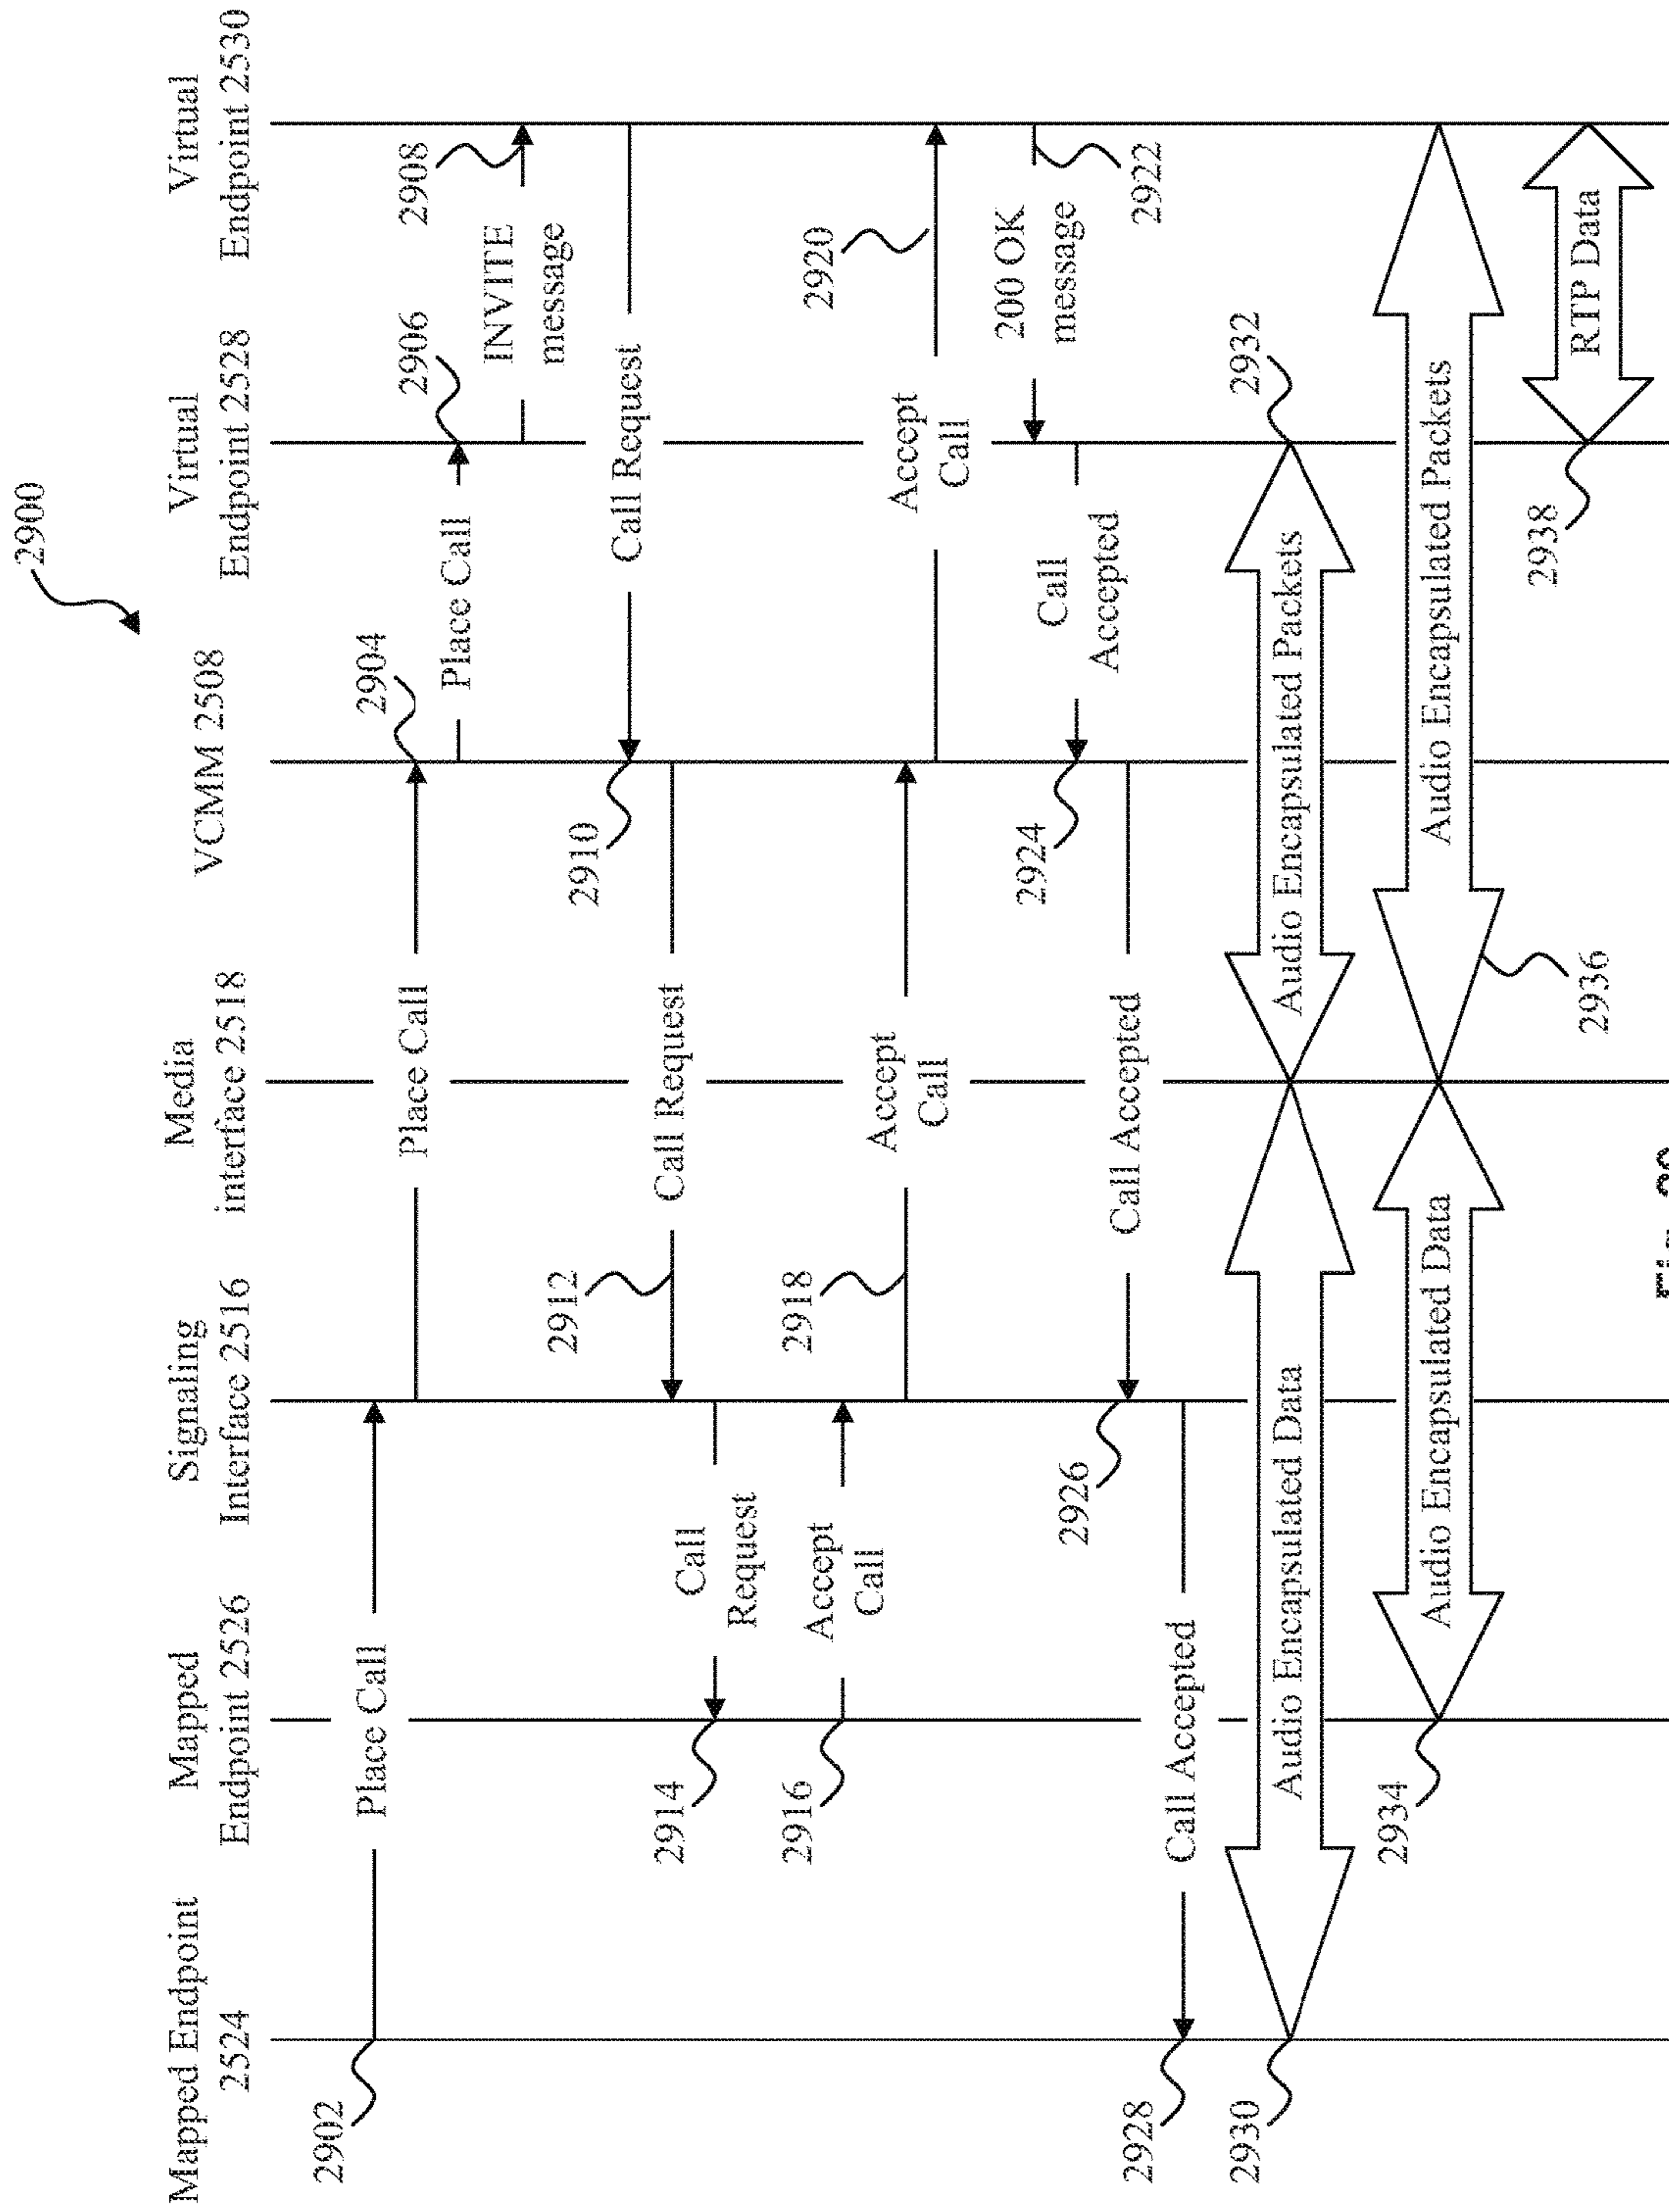 2900
Mapped Endpoint
2524
Mapped
Endpoint 2526
Signaling
Interface 2516
Media
interface 2518
VCMM 2508
Virtual
Endpoint 2528
Virtual
Endpoint 2530
2902
Place Call
Place Call
2904
Place Call
2906
INVITE
message
2908
Call Request
2910
Call Request
2912
Call
Request
2914
Accept
Call
2916
Accept
Call
2918
Accept
Call
2920
200 OK
message
2922
Call
Accepted
2924
Call Accepted
2926
Call Accepted
2928
2930
Audio Encapsulated Data
Audio Encapsulated Packets
2932
2934
Audio Encapsulated Data
Audio Encapsulated Packets
2936
RTP Data
2938